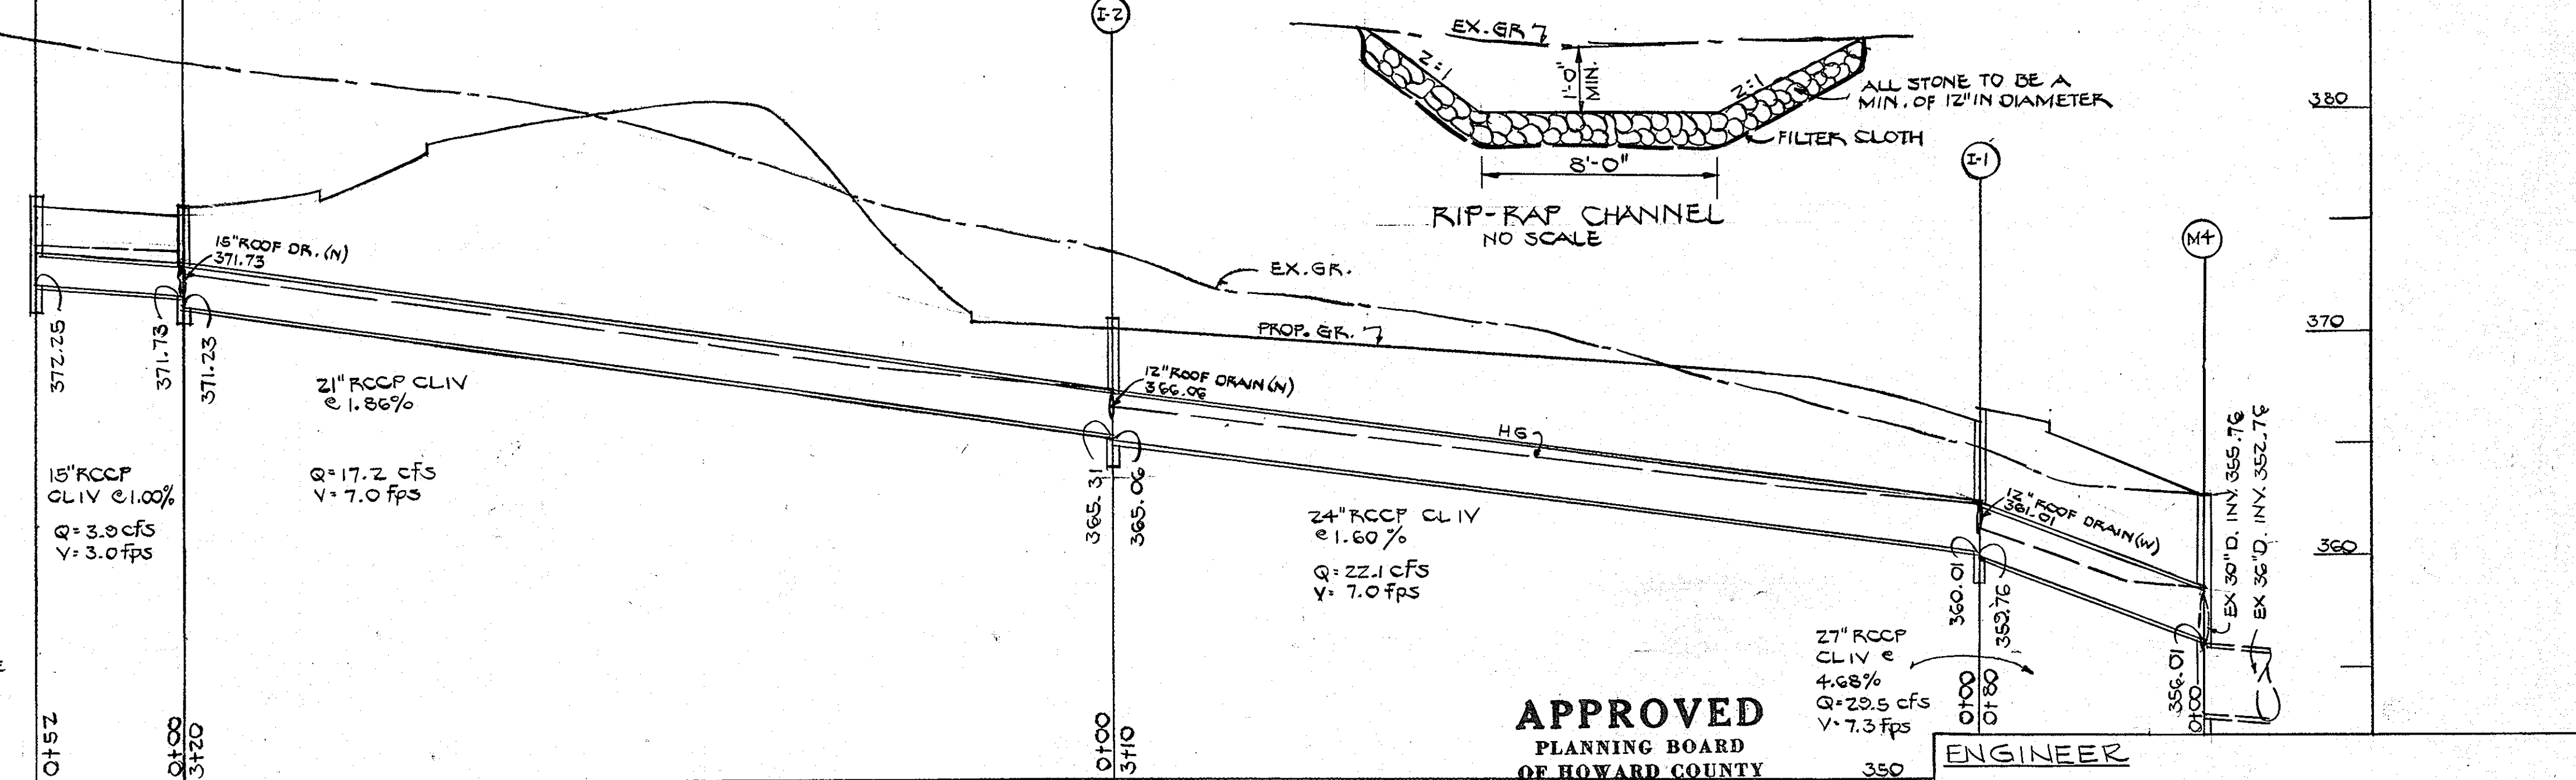 I-2
EX. GR
2:1
1'-0"
MIN.
2:1
ALL STONE TO BE A
MIN. OF 12" IN DIAMETER
FILTER CLOTH
8'-0"
RIP-RAP CHANNEL
NO SCALE
380
I-1
M4
15" ROOF DR. (N)
371.73
EX. GR.
PROP. GR.
370
372.25
371.73
371.23
21" RCCP CL IV
@ 1.86%
12" ROOF DRAIN (N)
366.06
HG
15" RCCP
CL IV @ 1.00%
Q = 3.9 cfs
V = 3.0 fps
Q = 17.2 cfs
V = 7.0 fps
365.31
365.06
24" RCCP CL IV
@ 1.60%
Q = 22.1 cfs
V = 7.0 fps
12" ROOF DRAIN (W)
361.01
EX 30" D. INV. 355.76
EX 36" D. INV. 352.76
360
360.01
359.76
27" RCCP
CL IV @
4.68%
Q = 29.5 cfs
V = 7.3 fps
356.01
0+52
0+00
3+20
0+00
3+10
0+00
0+80
0+00
APPROVED
PLANNING BOARD
OF HOWARD COUNTY
350
ENGINEER